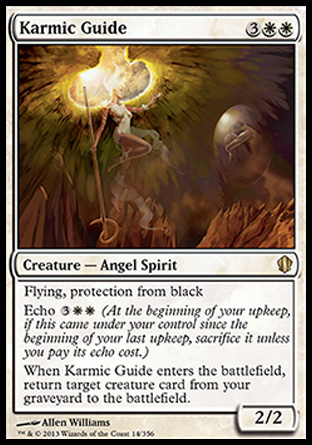 Karmic Guide 3
Creature — Angel Spirit
Flying, protection from black
Echo 3 (At the beginning of your upkeep,
if this came under your control since the
beginning of your last upkeep, sacrifice it unless
you pay its echo cost.)
When Karmic Guide enters the battlefield,
return target creature card from your
graveyard to the battlefield.
2/2
Allen Williams
™ & © 2013 Wizards of the Coast 14/356